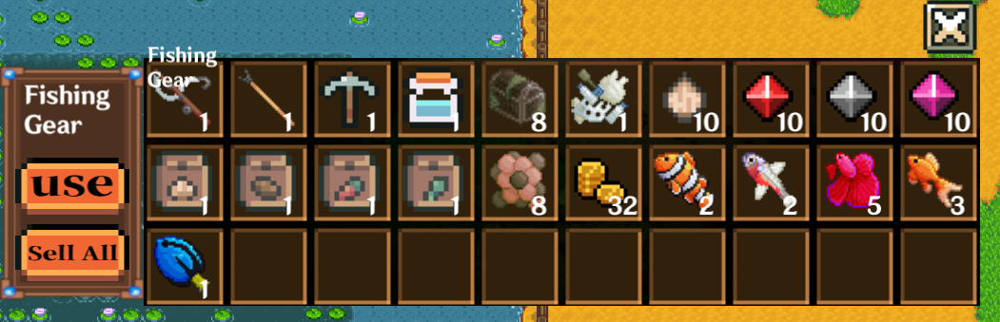 Fishing
Gear
Fishing
Gear
use
Sell All
1 1 1 1 8 1 10 10 10 10
1 1 1 1 8 32 2 2 5 3
1